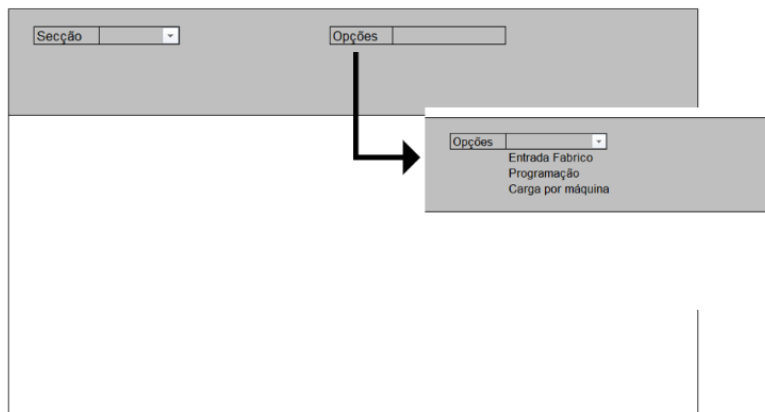 Secção
Opções
Opções
Entrada Fabrico
Programação
Carga por máquina